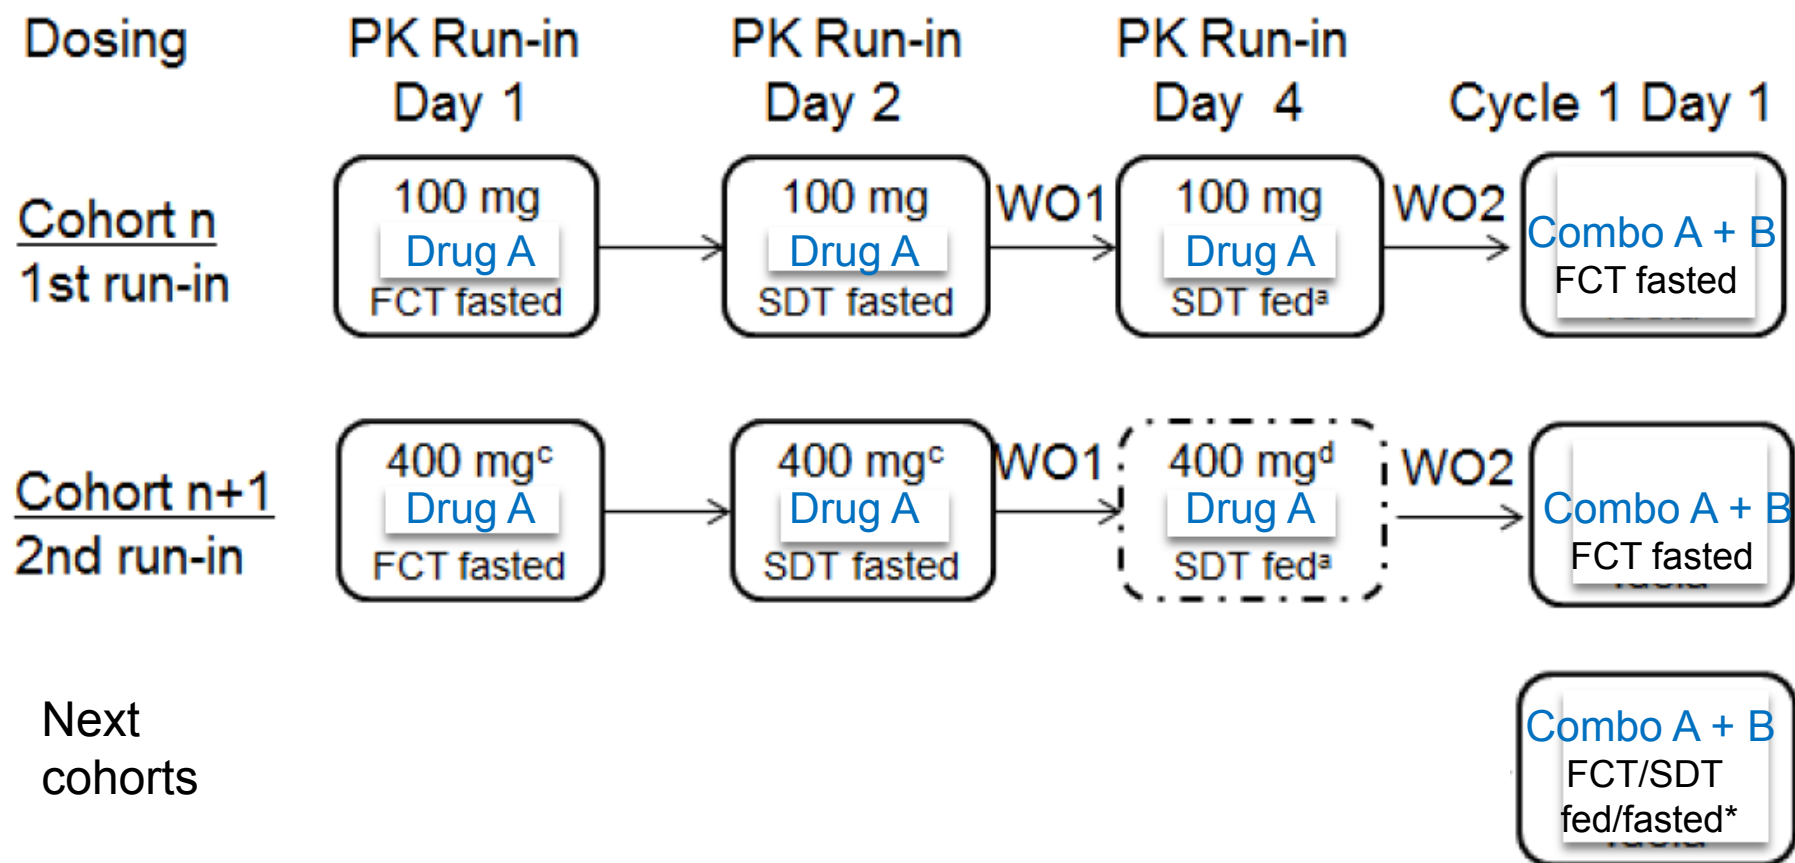 Dosing
PK Run-in
Day 1
PK Run-in
Day 2
PK Run-in
Day 4
Cycle 1 Day 1
Cohort n
1st run-in
100 mg
Drug A
FCT fasted
100 mg
Drug A
SDT fasted
WO1
100 mg
Drug A
SDT fedᵃ
WO2
Combo A + B
FCT fasted
Cohort n+1
2nd run-in
400 mgᶜ
Drug A
FCT fasted
400 mgᶜ
Drug A
SDT fasted
WO1
400 mgᵈ
Drug A
SDT fedᵃ
WO2
Combo A + B
FCT fasted
Next
cohorts
Combo A + B
FCT/SDT
fed/fasted*